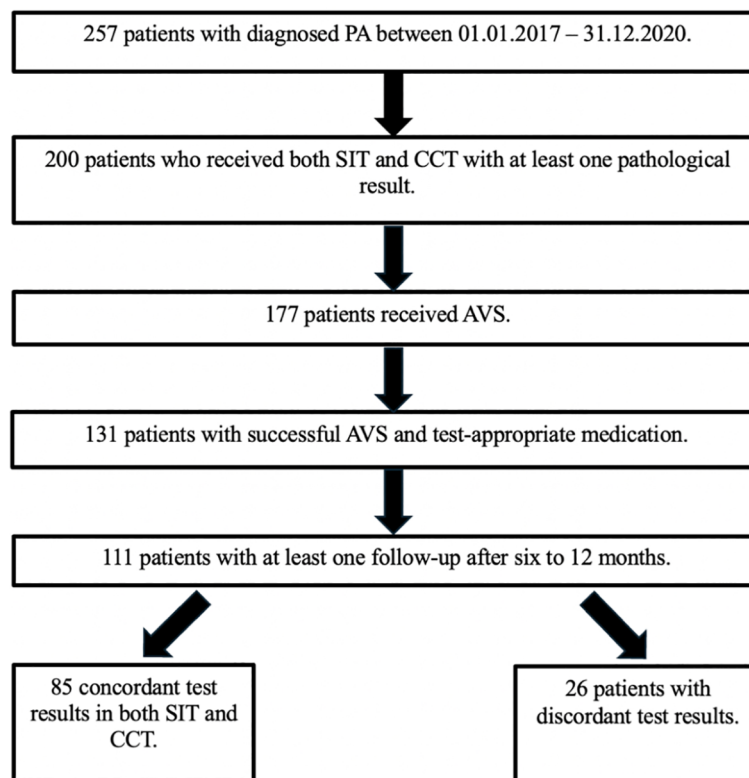 257 patients with diagnosed PA between 01.01.2017 – 31.12.2020.
200 patients who received both SIT and CCT with at least one pathological
result.
177 patients received AVS.
131 patients with successful AVS and test-appropriate medication.
111 patients with at least one follow-up after six to 12 months.
85 concordant test
results in both SIT and
CCT.
26 patients with
discordant test results.